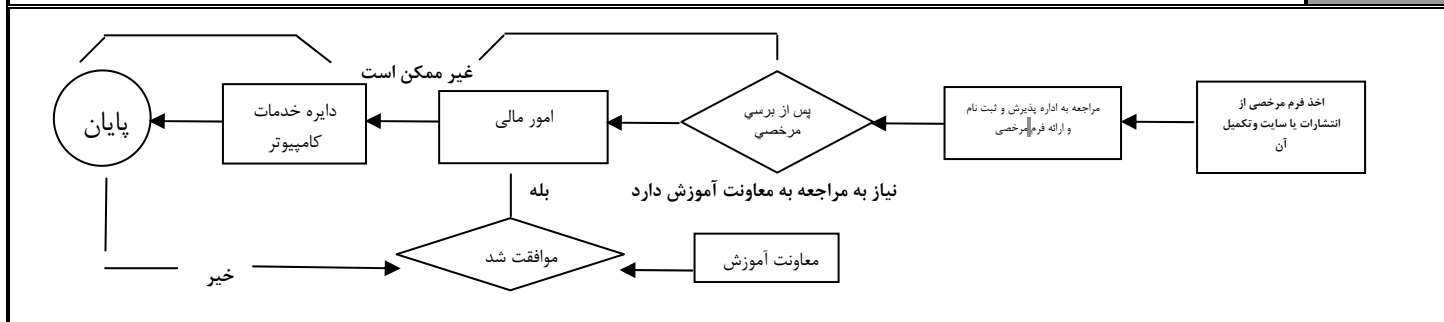 اخذ فرم مرخصی از
انتشارات یا سایت وتکمیل
آن
مراجعه به اداره پذیرش و ثبت نام
و ارائه فرم مرخصی
پس از برسي
مرخصي
غیر ممکن است
امور مالی
دایره خدمات
کامپیوتر
پایان
نیاز به مراجعه به معاونت آموزش دارد
بله
معاونت آموزش
موافقت شد
خیر